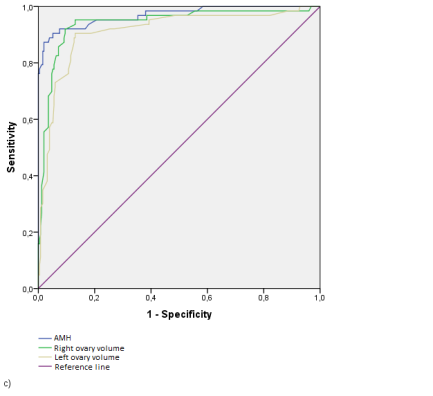 1,0
0,8
0,6
0,4
0,2
0,0
Sensitivity
0,0 0,2 0,4 0,6 0,8 1,0
1 - Specificity
AMH
Right ovary volume
Left ovary volume
Reference line
c)